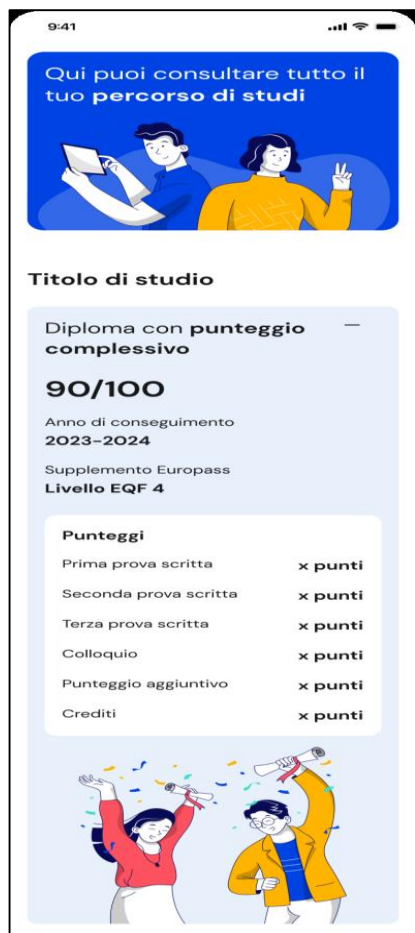 9:41
Qui puoi consultare tutto il
tuo percorso di studi
Titolo di studio
Diploma con punteggio
complessivo
90/100
Anno di conseguimento
2023-2024
Supplemento Europass
Livello EQF 4
Punteggi
Prima prova scritta x punti
Seconda prova scritta x punti
Terza prova scritta x punti
Colloquio x punti
Punteggio aggiuntivo x punti
Crediti x punti